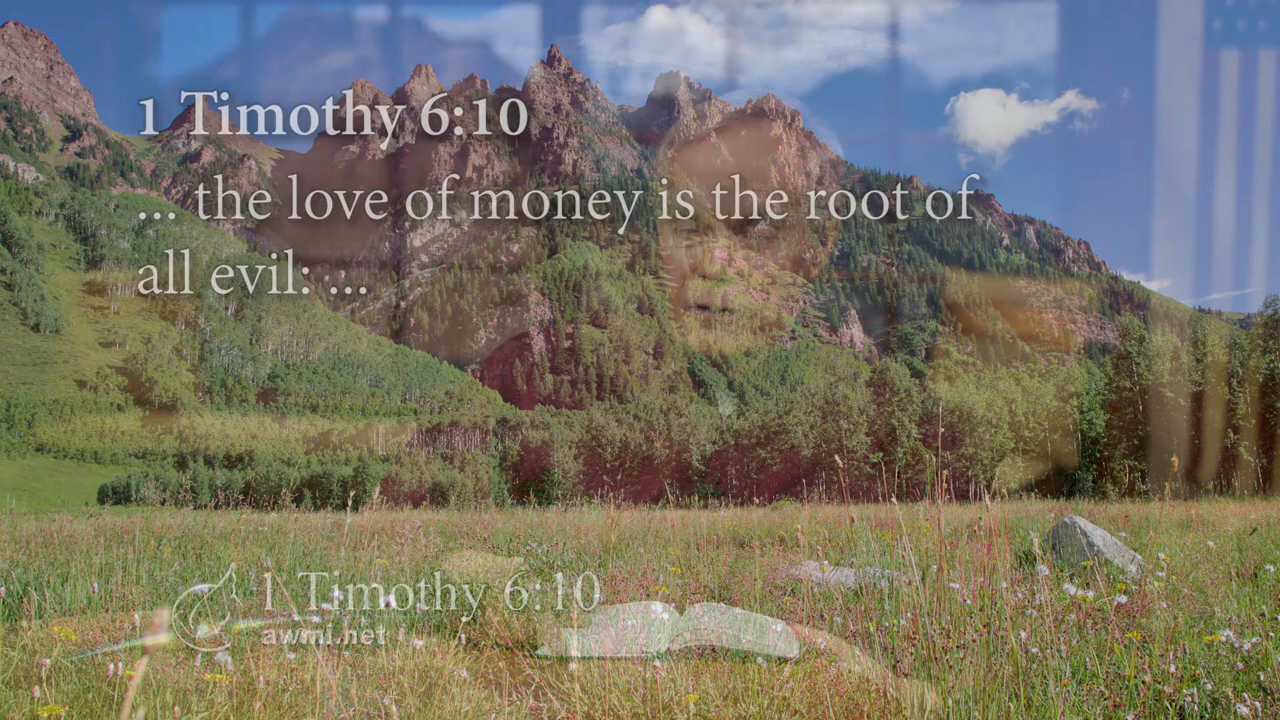 1 Timothy 6:10
... the love of money is the root of
all evil: ...
1 Timothy 6:10
awmi.net